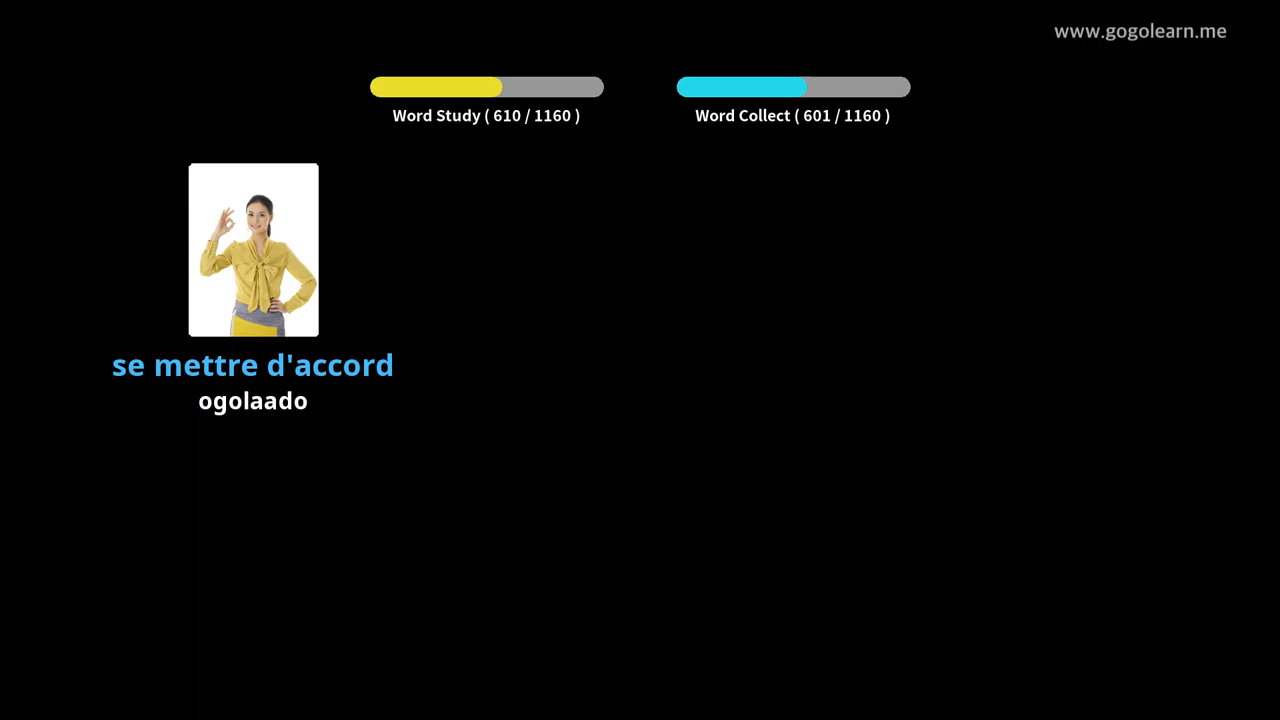 www.gogolearn.me
Word Study ( 610 / 1160 )
Word Collect ( 601 / 1160 )
se mettre d'accord
ogolaado